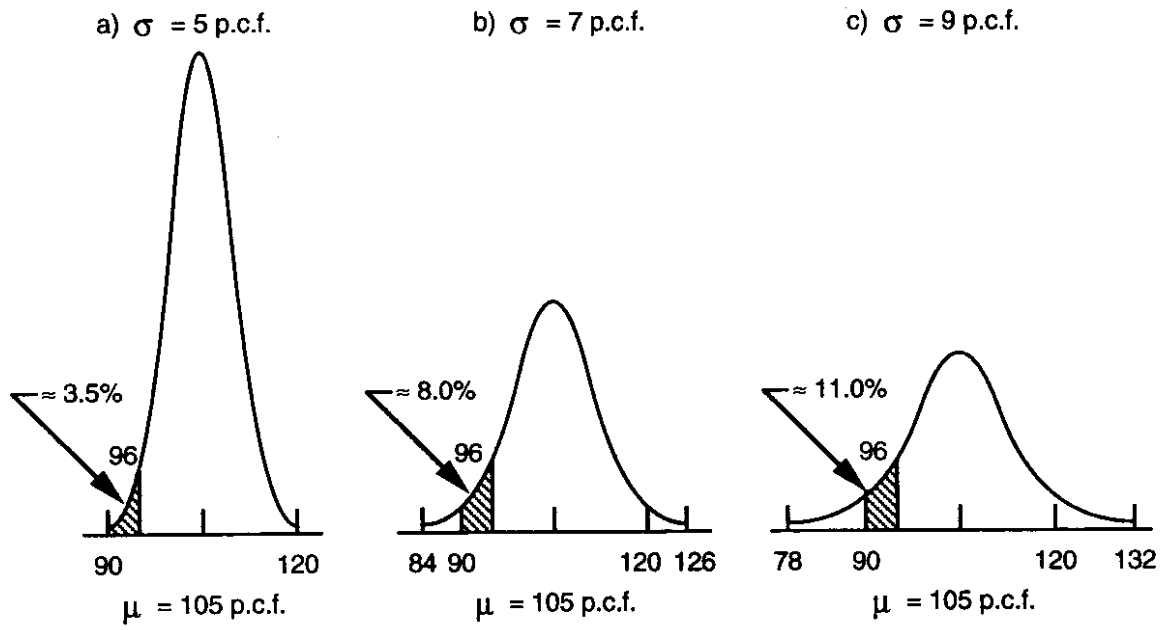 a) σ = 5 p.c.f.
b) σ = 7 p.c.f.
c) σ = 9 p.c.f.
≈ 3.5%
≈ 8.0%
≈ 11.0%
96
96
96
90 120
84 90 120 126
78 90 120 132
μ = 105 p.c.f.
μ = 105 p.c.f.
μ = 105 p.c.f.